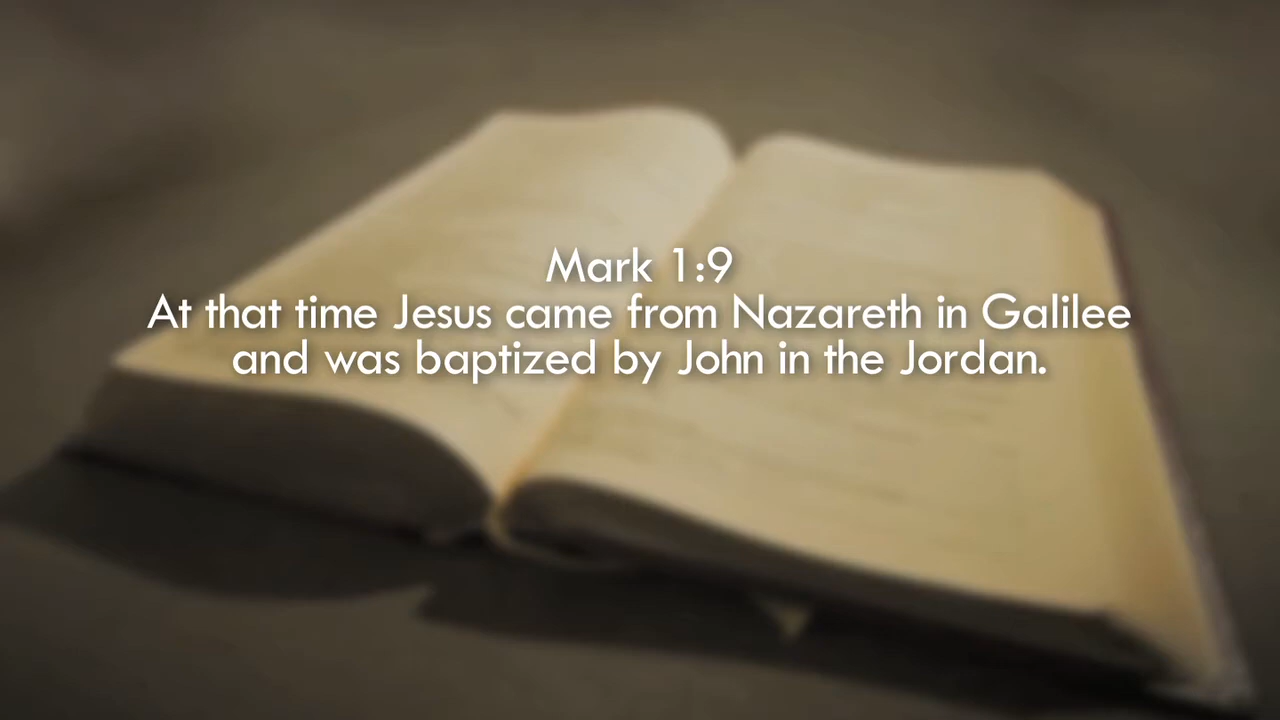 Mark 1:9
At that time Jesus came from Nazareth in Galilee
and was baptized by John in the Jordan.